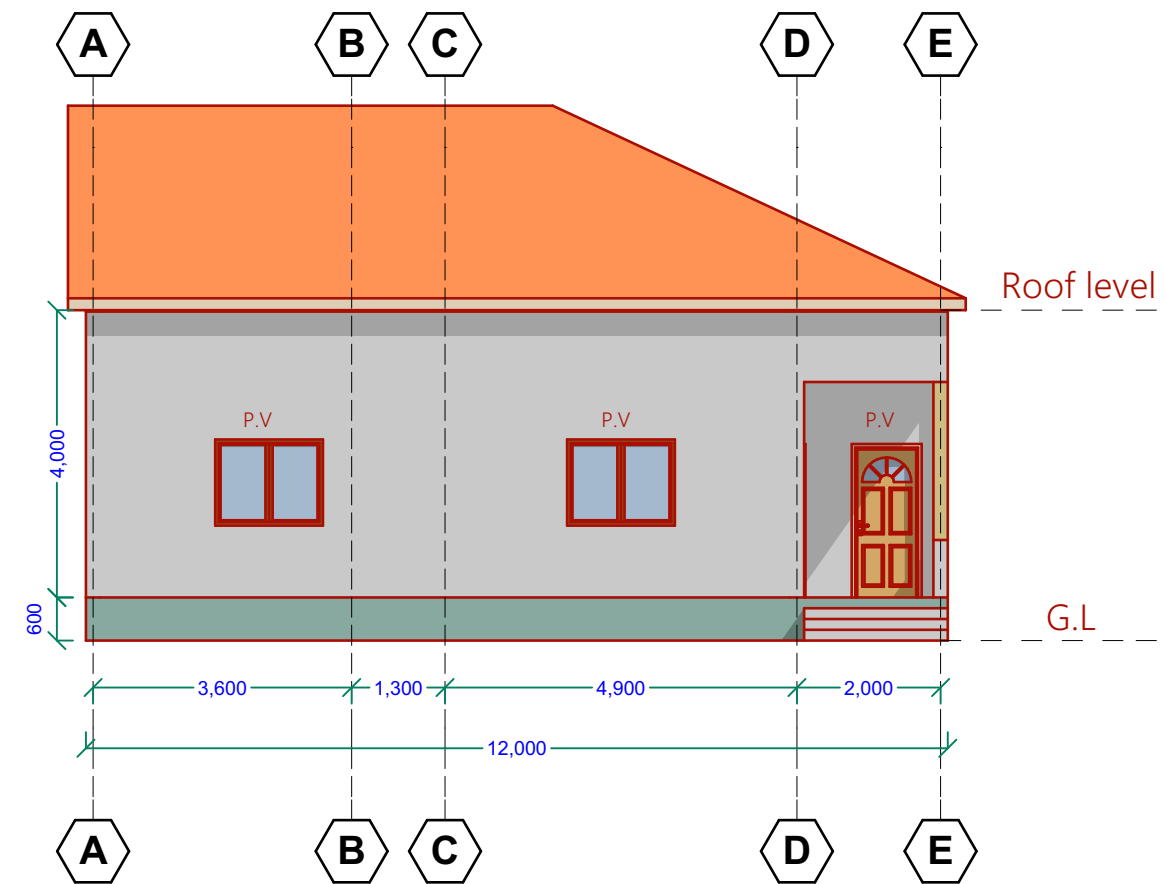 A B C D E
Roof level
P.V P.V P.V
4,000
600
G.L
3,600 1,300 4,900 2,000
12,000
A B C D E